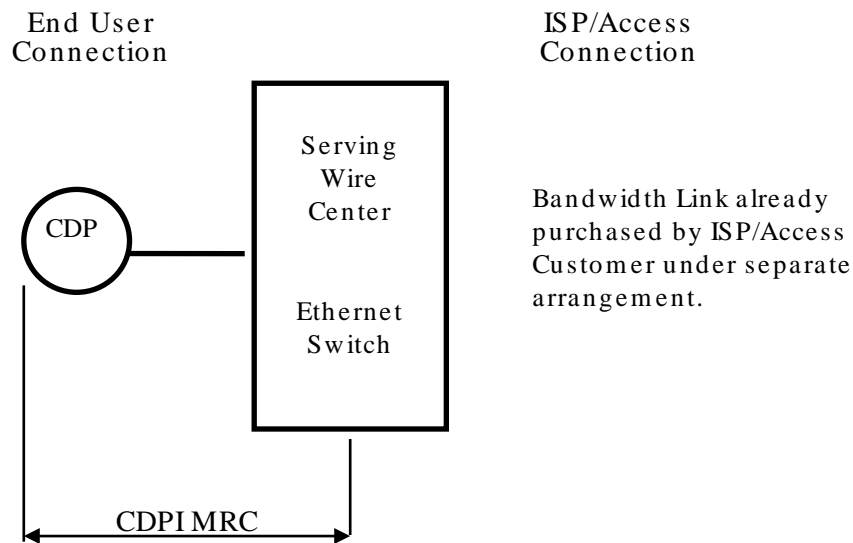 End User
Connection
ISP/Access
Connection
Serving
Wire
Center
CDP
Bandwidth Link already
purchased by ISP/Access
Customer under separate
arrangement.
Ethernet
Switch
CDPI MRC